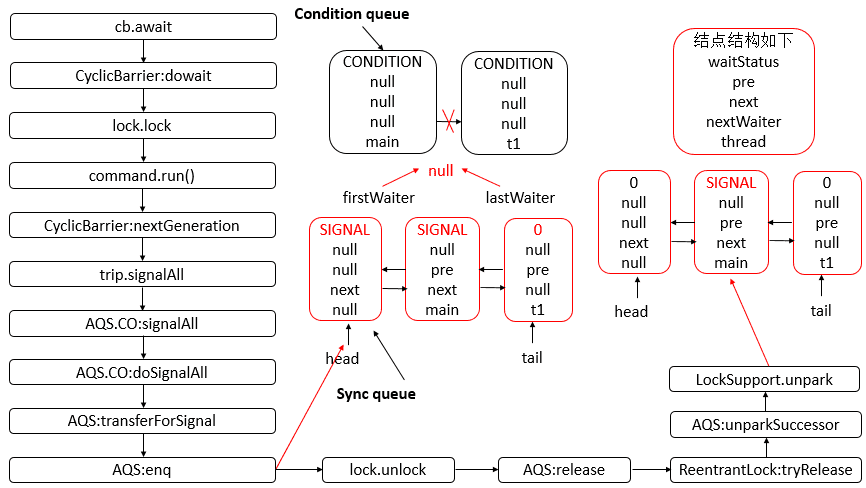 cb.await
CyclicBarrier:dowait
lock.lock
command.run()
CyclicBarrier:nextGeneration
trip.signalAll
AQS.CO:signalAll
AQS.CO:doSignalAll
AQS:transferForSignal
AQS:enq
Condition queue
CONDITION
null
null
null
main
CONDITION
null
null
null
t1
null
firstWaiter
lastWaiter
SIGNAL
null
null
next
null
SIGNAL
null
pre
next
main
0
null
pre
null
t1
head
tail
Sync queue
结点结构如下
waitStatus
pre
next
nextWaiter
thread
0
null
null
next
null
SIGNAL
null
pre
next
main
0
null
pre
null
t1
head
tail
LockSupport.unpark
AQS:unparkSuccessor
lock.unlock
AQS:release
ReentrantLock:tryRelease